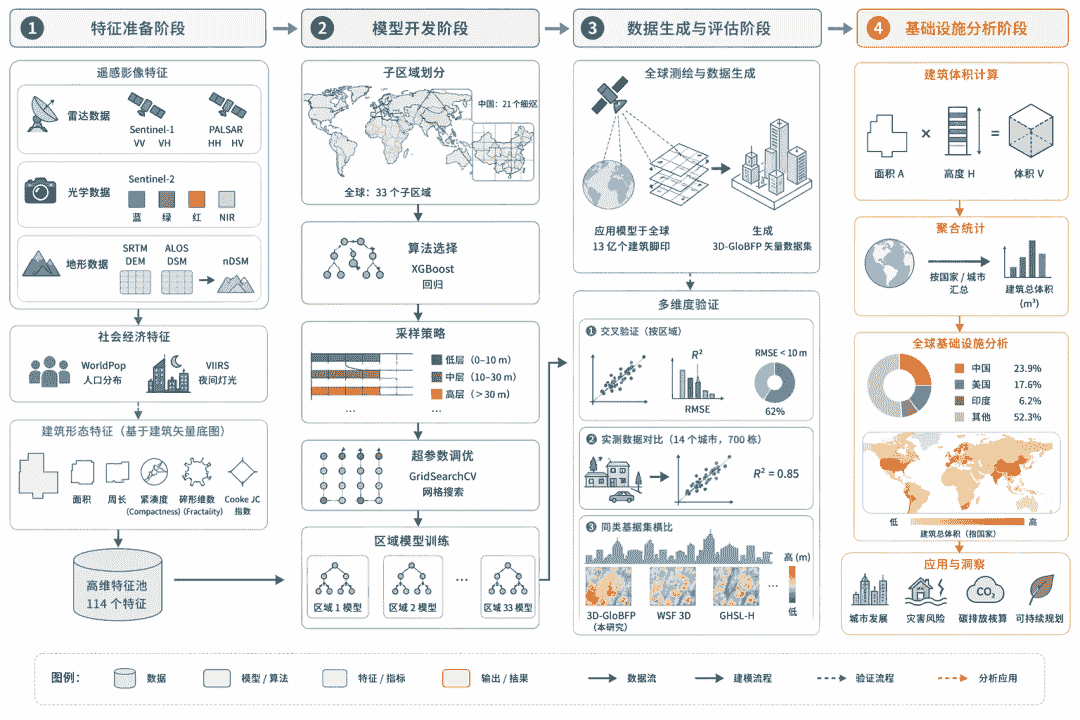 1 特征准备阶段
2 模型开发阶段
3 数据生成与评估阶段
4 基础设施分析阶段
遥感影像特征
雷达数据
Sentinel-1
VV VH
PALSAR
HH HV
光学数据
Sentinel-2
蓝 绿 红 NIR
地形数据
SRTM
DEM
ALOS
DSM
nDSM
社会经济特征
WorldPop
人口分布
VIIRS
夜间灯光
建筑形态特征（基于建筑矢量底图）
面积
周长
紧凑度
(Compactness)
形维数
(Fractality)
Cooke JC
指数
高维特征池
114 个特征
子区域划分
中国：21个
全球：33 个子区域
算法选择
XGBoost
回归
采样策略
低层（0–10 m）
中层（10–30 m）
高层（＞30 m）
... ...
超参数调优
GridSearchCV
网格搜索
区域模型训练
...
区域 1 模型
区域 2 模型
区域 33 模型
全球测绘与数据生成
应用模型于全球
13 亿个建筑脚印
生成
3D-GloBFP 矢量数据集
多维度验证
1 交叉验证（按区域）
R²
RMSE
RMSE < 10 m
62%
2 实测数据对比（14 个城市，700 栋）
R² = 0.85
3 同类基据集横比
高 (m)
低
...
3D-GloBFP
（本研究）
WSF 3D
GHSL-H
建筑体积计算
× =
面积 A
高度 H
体积 V
聚合统计
按国家 / 城市
汇总
建筑总体积
(m³)
全球基础设施分析
中国 23.9%
美国 17.6%
印度 6.2%
其他 52.3%
低 高
建筑总体积（指国家）
应用与洞察
CO₂
城市发展
灾害风险
碳排放核算
可持续规划
图例：
数据
模型 / 算法
特征 / 指标
输出 / 结果
数据流
建模流程
验证流程
分析应用